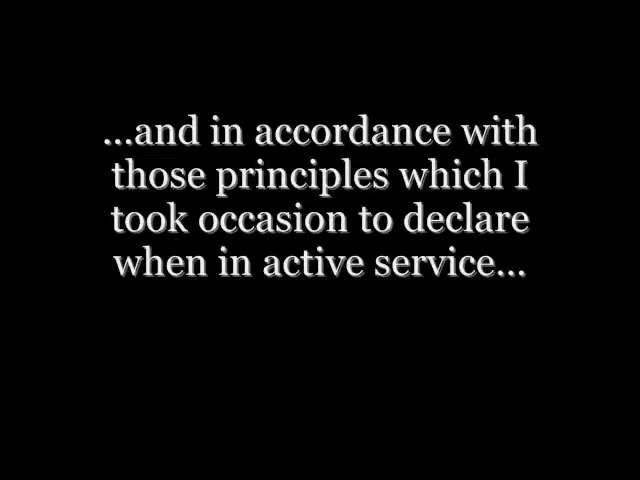 ...and in accordance with
those principles which I
took occasion to declare
when in active service...